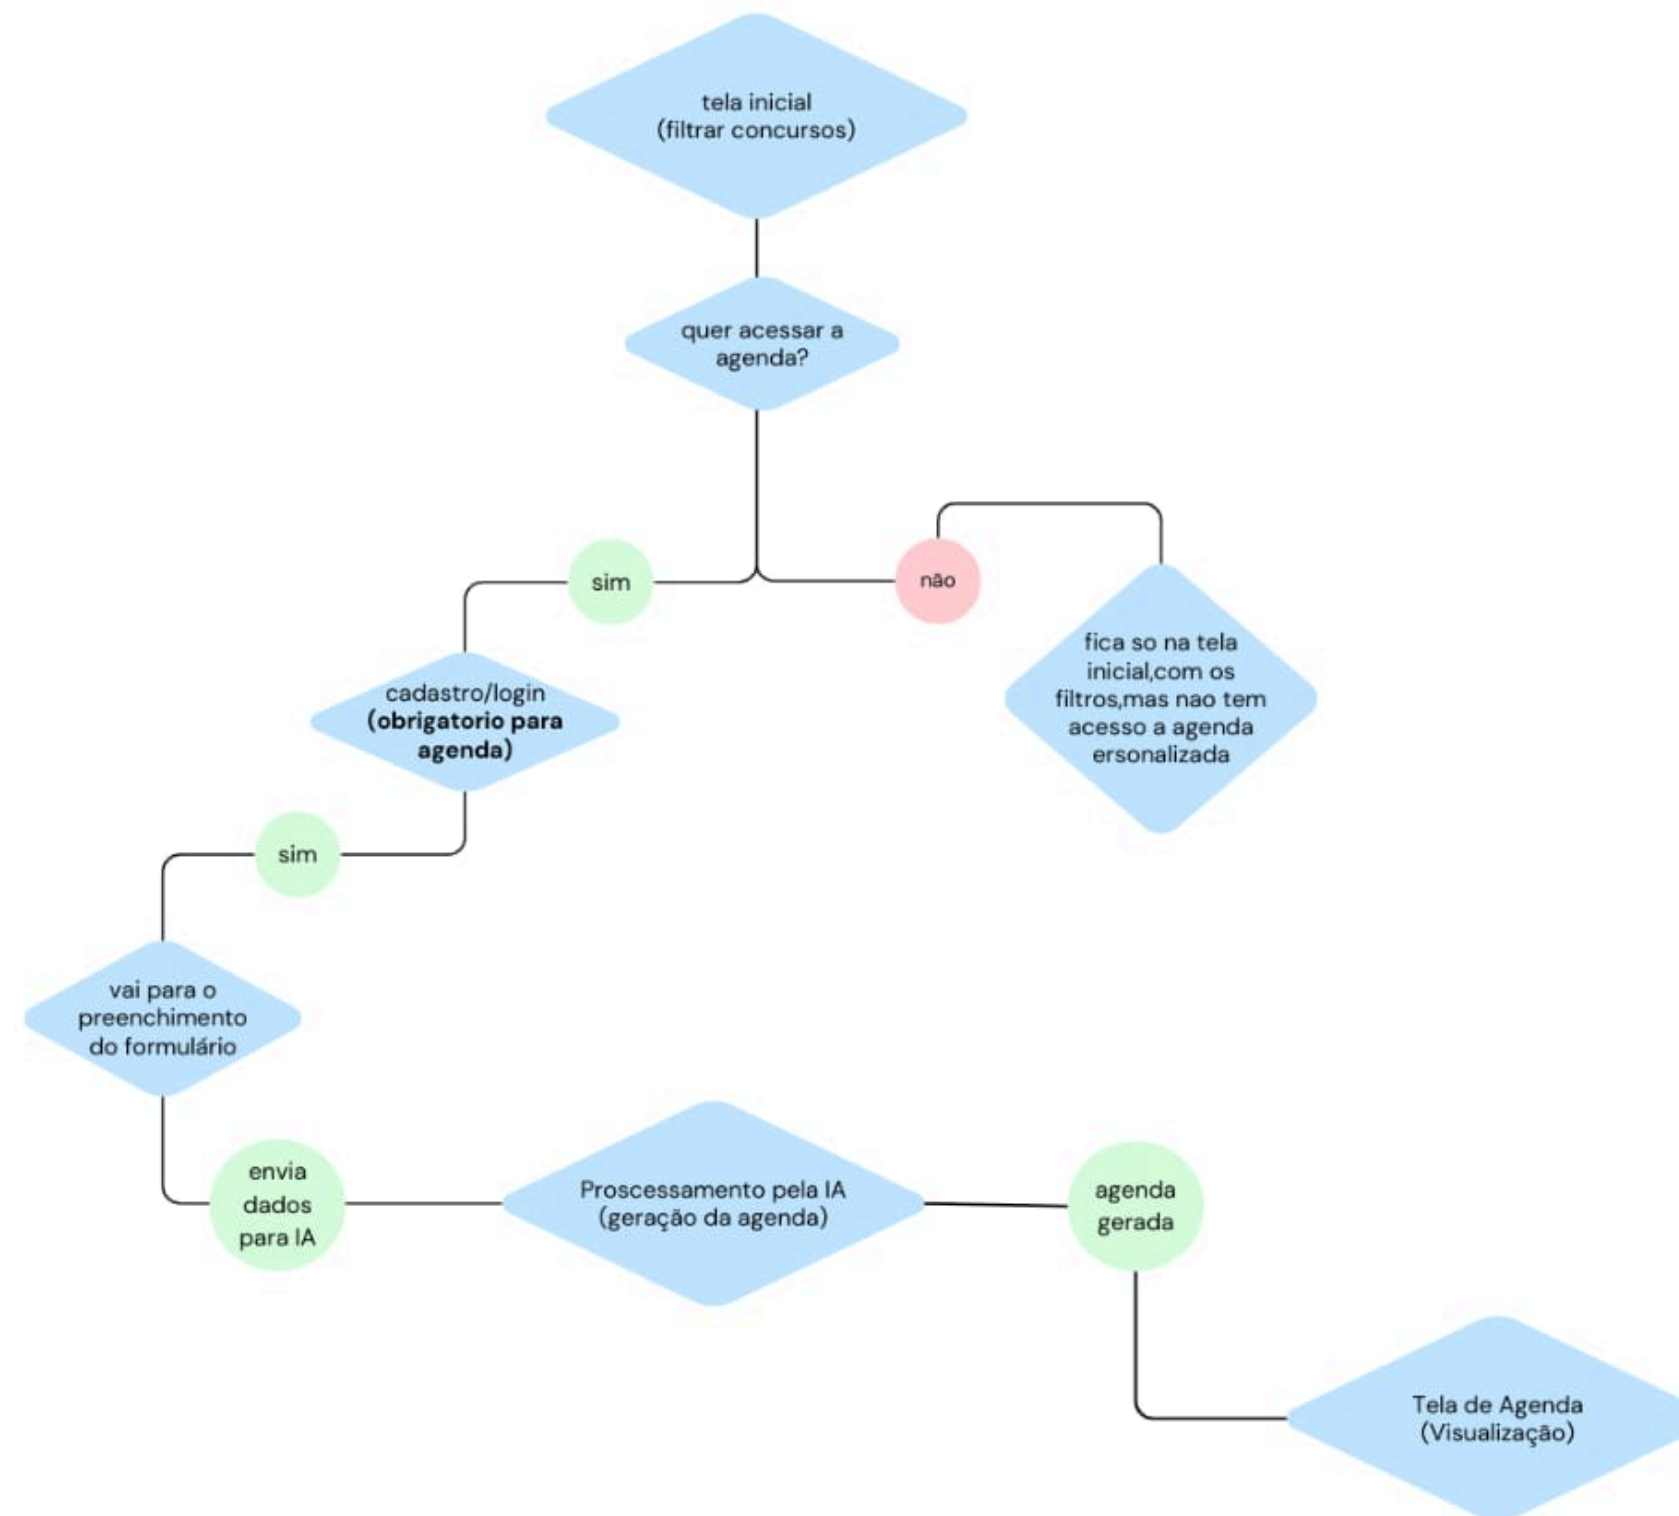 tela inicial
(filtrar concursos)
quer acessar a
agenda?
sim
não
fica so na tela
inicial,com os
filtros,mas nao tem
acesso a agenda
ersonalizada
cadastro/login
(obrigatorio para
agenda)
sim
vai para o
preenchimento
do formulário
envia
dados
para IA
Proscessamento pela IA
(geração da agenda)
agenda
gerada
Tela de Agenda
(Visualização)